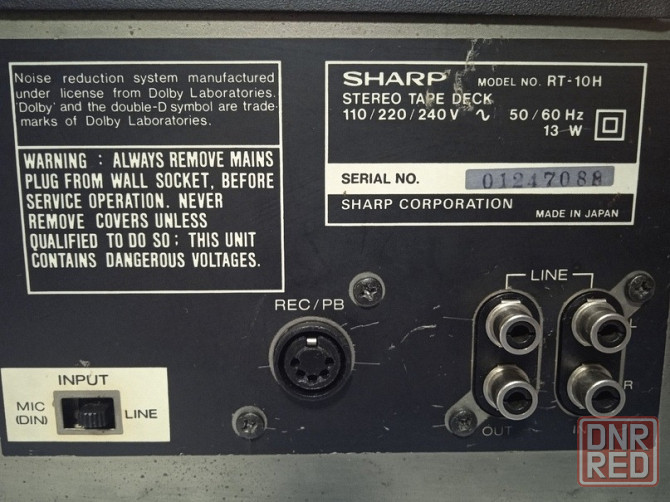 Noise reduction system manufactured
under license from Dolby Laboratories.
'Dolby' and the double-D symbol are trade-
marks of Dolby Laboratories.
WARNING : ALWAYS REMOVE MAINS
PLUG FROM WALL SOCKET, BEFORE
SERVICE OPERATION. NEVER
REMOVE COVERS UNLESS
QUALIFIED TO DO SO; THIS UNIT
CONTAINS DANGEROUS VOLTAGES.
SHARP MODEL NO. RT-10H
STEREO TAPE DECK
110/220/240V ∿ 50/60 Hz
13 W
SERIAL NO. 01247088
SHARP CORPORATION
MADE IN JAPAN
REC/PB
LINE
L
R
OUT IN
INPUT
MIC
(DIN)
LINE
DNR
RED